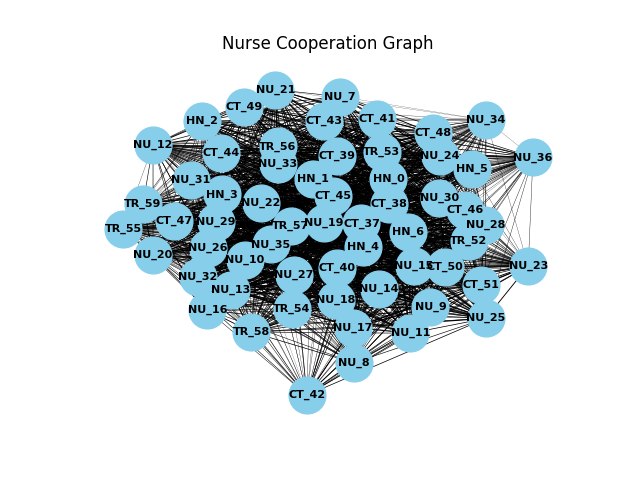 Nurse Cooperation Graph
NU_21
NU_7
CT_49
CT_41
HN_2
CT_43
NU_34
CT_48
NU_12
TR_56
CT_44
TR_53
CT_39
NU_24
NU_36
NU_33
HN_5
NU_31
HN_1
HN_0
HN_3
CT_45
NU_30
TR_59
NU_22
CT_38
CT_46
CT_47
NU_29
NU_19
CT_37
NU_28
TR_55
TR_57
HN_6
TR_52
NU_35
HN_4
NU_26
NU_20
NU_10
CT_40
NU_15
CT_50
NU_23
NU_32
NU_27
CT_51
NU_13
NU_14
NU_18
NU_9
NU_16
TR_54
NU_25
TR_58
NU_17
NU_11
NU_8
CT_42